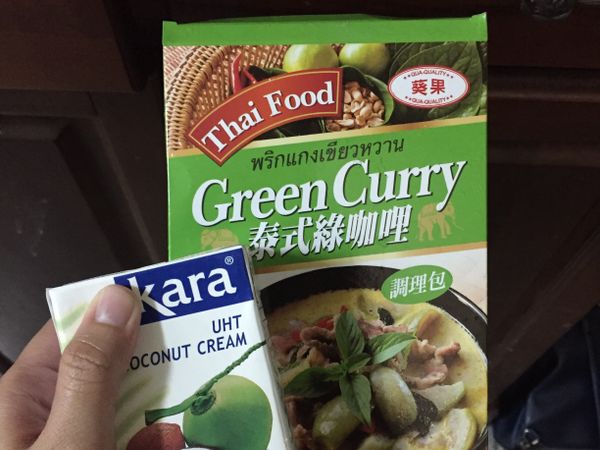 Thai Food
QUA-QUALITY
葵果
QUA-QUALITY
พริกแกงเขียวหวาน
Green Curry
泰式綠咖哩
調理包
kara®
UHT
COCONUT CREAM